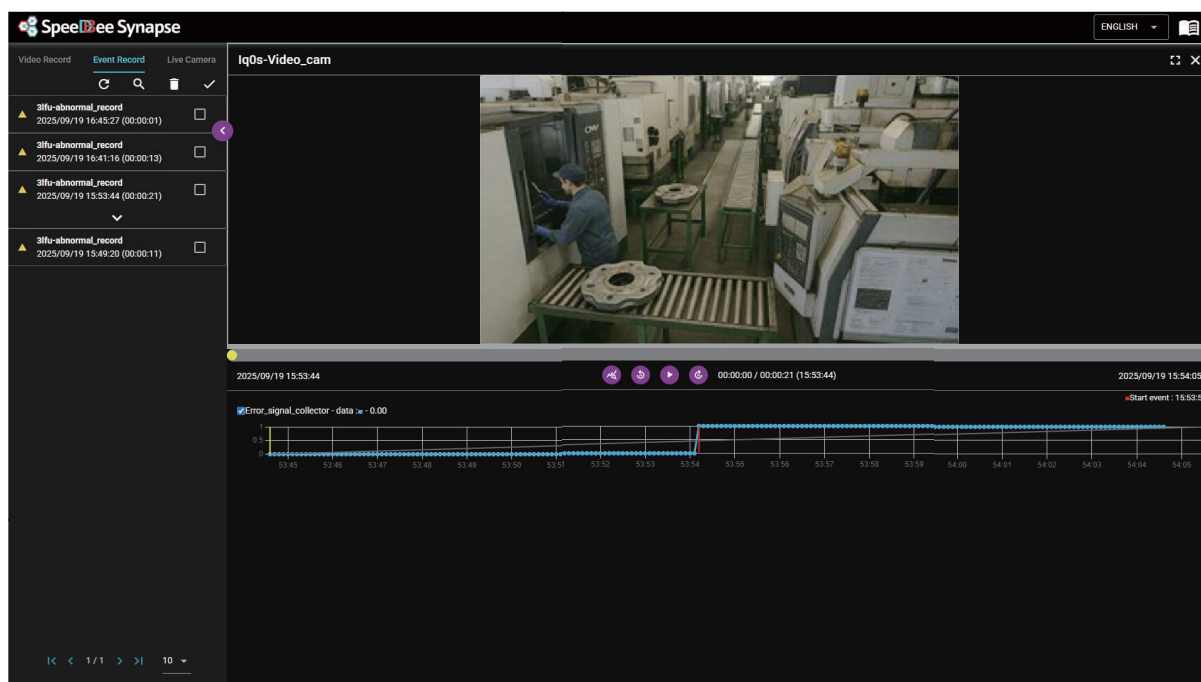 SpeeDBee Synapse
ENGLISH
Video Record Event Record Live Camera
3lfu-abnormal_record
2025/09/19 16:45:27 (00:00:01)
3lfu-abnormal_record
2025/09/19 16:41:16 (00:00:13)
3lfu-abnormal_record
2025/09/19 15:53:44 (00:00:21)
3lfu-abnormal_record
2025/09/19 15:49:20 (00:00:11)
1 / 1 10
Iq0s-Video_cam
CMV
2025/09/19 15:53:44 00:00:00 / 00:00:21 (15:53:44) 2025/09/19 15:54:05
Start event : 15:53:5
Error_signal_collector - data : - 0.00
1
0.5
0
53:45 53:46 53:47 53:48 53:49 53:50 53:51 53:52 53:53 53:54 53:55 53:56 53:57 53:58 53:59 54:00 54:01 54:02 54:03 54:04 54:05